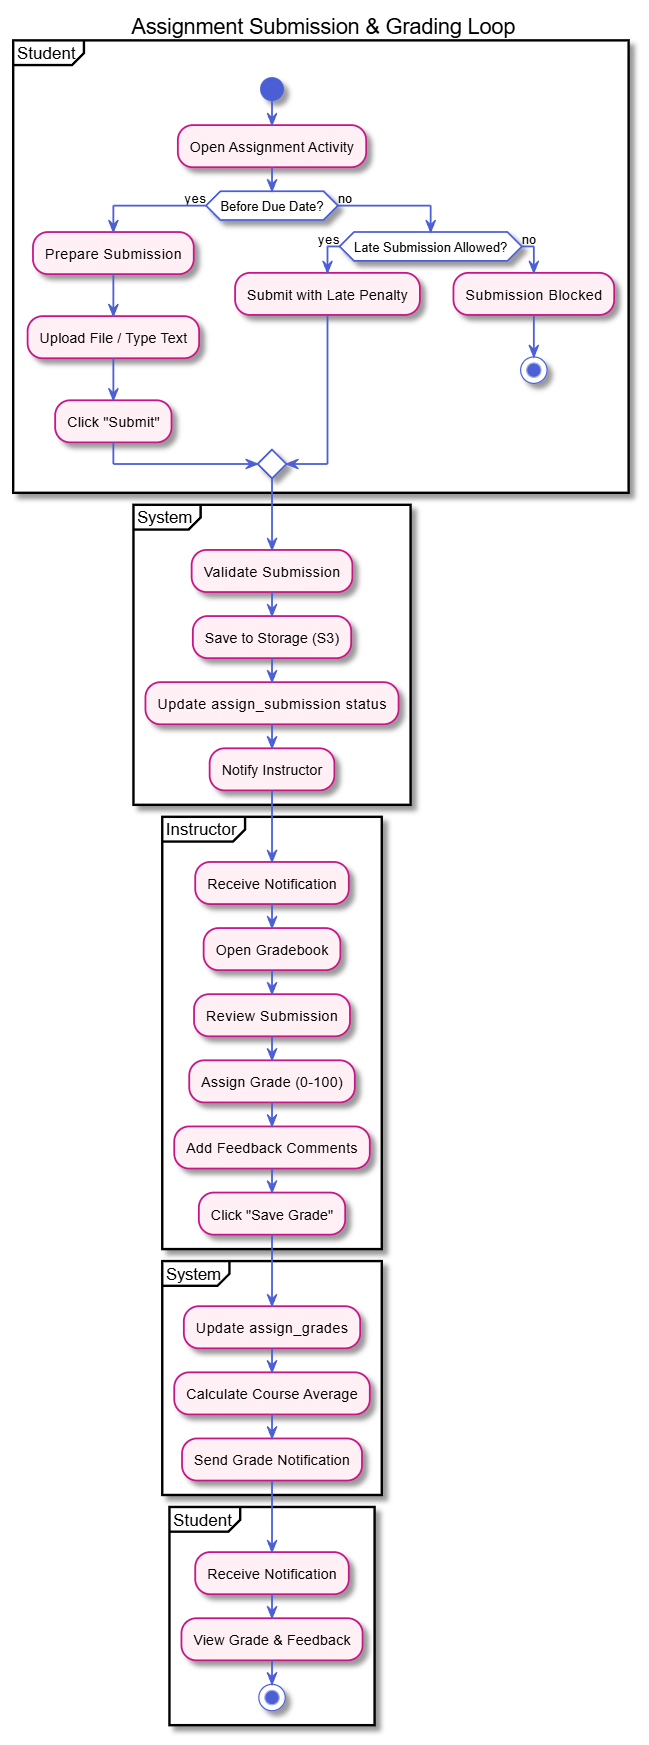 Assignment Submission & Grading Loop
Student
Open Assignment Activity
yes
Before Due Date?
no
Prepare Submission
yes
Late Submission Allowed?
no
Submit with Late Penalty
Submission Blocked
Upload File / Type Text
Click "Submit"
System
Validate Submission
Save to Storage (S3)
Update assign_submission status
Notify Instructor
Instructor
Receive Notification
Open Gradebook
Review Submission
Assign Grade (0-100)
Add Feedback Comments
Click "Save Grade"
System
Update assign_grades
Calculate Course Average
Send Grade Notification
Student
Receive Notification
View Grade & Feedback